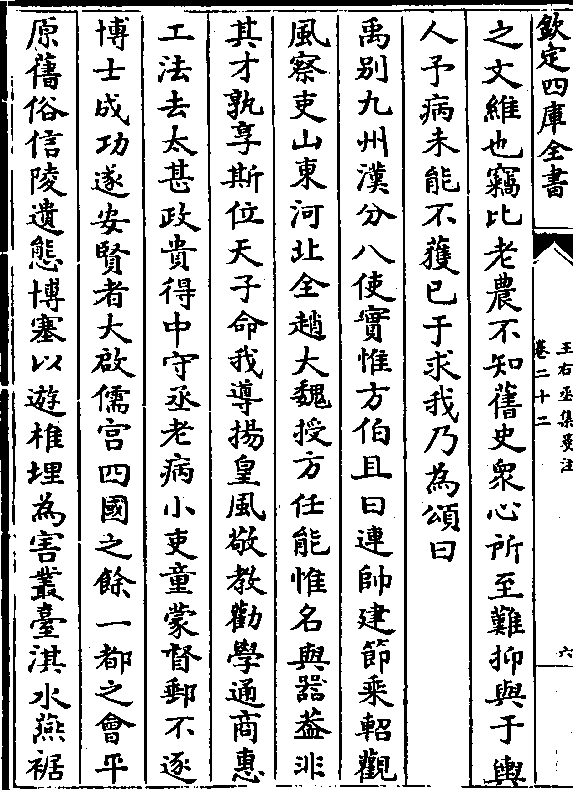 欽定四庫全書
王右丞集箋注
卷二十二
六
之文維也竊比老農不知舊史衆心所至難抑與于輿
人予病未能不獲已于求我乃為頌曰
禹别九州漢分八使實惟方伯且曰連帥建節乘軺觀
風察吏山東河北全趙大魏授方任能惟名與器葢非
其才孰享斯位天子命我導揚皇風敬教勸學通商惠
工法去太甚政貴得中守丞老病小吏童蒙督郵不逐
博士成功遂安賢者大啟儒宫四國之餘一都之會平
原舊俗信陵遺態博塞以遊椎埋為害叢臺淇水燕裾